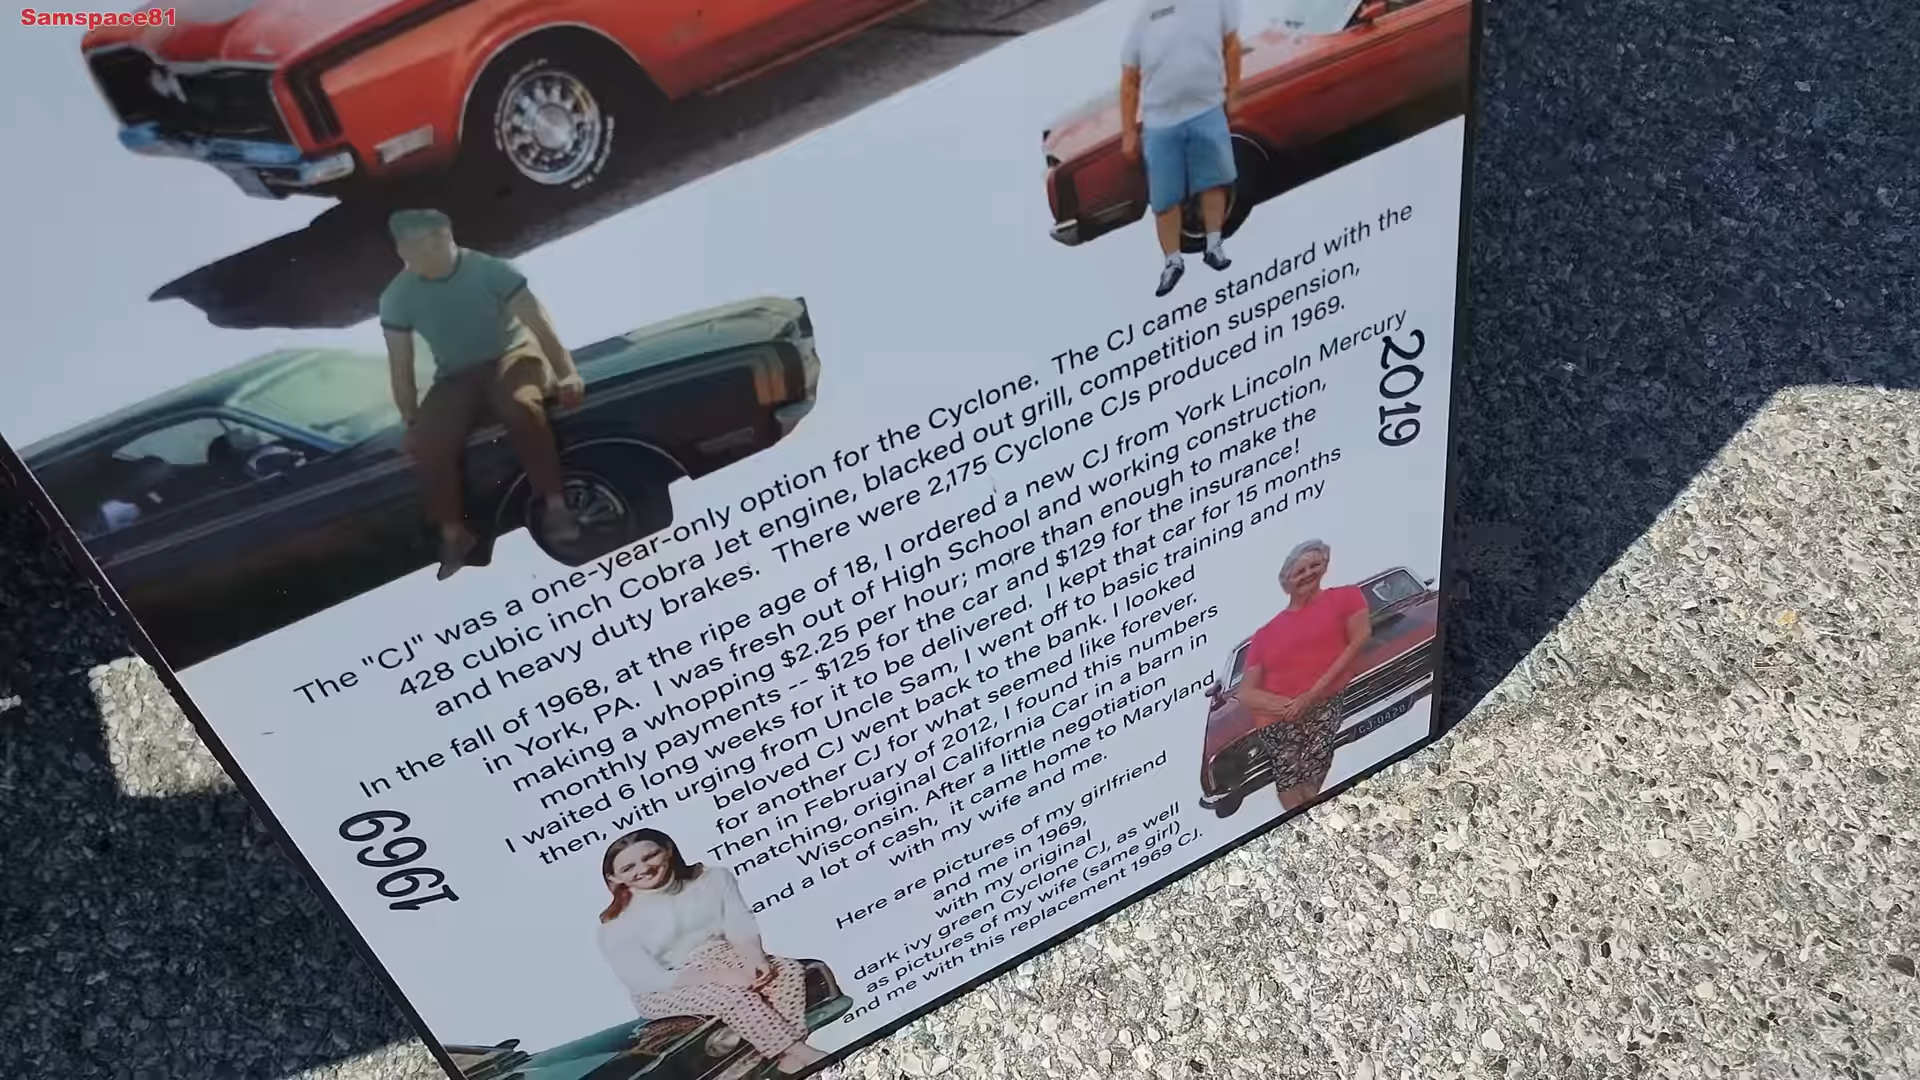 Samspace81
The "CJ" was a one-year-only option for the Cyclone. The CJ came standard with the
428 cubic inch Cobra Jet engine, blacked out grill, competition suspension,
and heavy duty brakes. There were 2,175 Cyclone CJs produced in 1969.
In the fall of 1968, at the ripe age of 18, I ordered a new CJ from York Lincoln Mercury
in York, PA. I was fresh out of High School and working construction,
making a whopping $2.25 per hour; more than enough to make the
monthly payments -- $125 for the car and $129 for the insurance!
I waited 6 long weeks for it to be delivered. I kept that car for 15 months
then, with urging from Uncle Sam, I went off to basic training and my
beloved CJ went back to the bank. I looked
for another CJ for what seemed like forever.
Then in February of 2012, I found this numbers
matching, original California Car in a barn in
Wisconsin. After a little negotiation
and a lot of cash, it came home to Maryland
with my wife and me.
Here are pictures of my girlfriend
and me in 1969,
with my original
dark ivy green Cyclone CJ, as well
as pictures of my wife (same girl)
and me with this replacement 1969 CJ.
1969
2019
CJ-0428